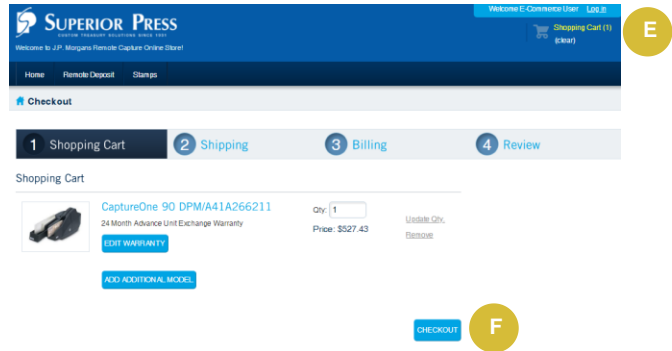 Welcome E-Commerce User Log in
SUPERIOR PRESS
CUSTOM TREASURY SOLUTIONS SINCE 1931
Shopping Cart (1)
(clear)
E
Welcome to J.P. Morgans Remote Capture Online Store!
Home Remote Deposit Stamps
Checkout
1 Shopping Cart 2 Shipping 3 Billing 4 Review
Shopping Cart
CaptureOne 90 DPM/A41A266211
24 Month Advance Unit Exchange Warranty
EDIT WARRANTY
Qty: 1
Price: $527.43
Update Qty.
Remove
ADD ADDITIONAL MODEL
CHECKOUT F